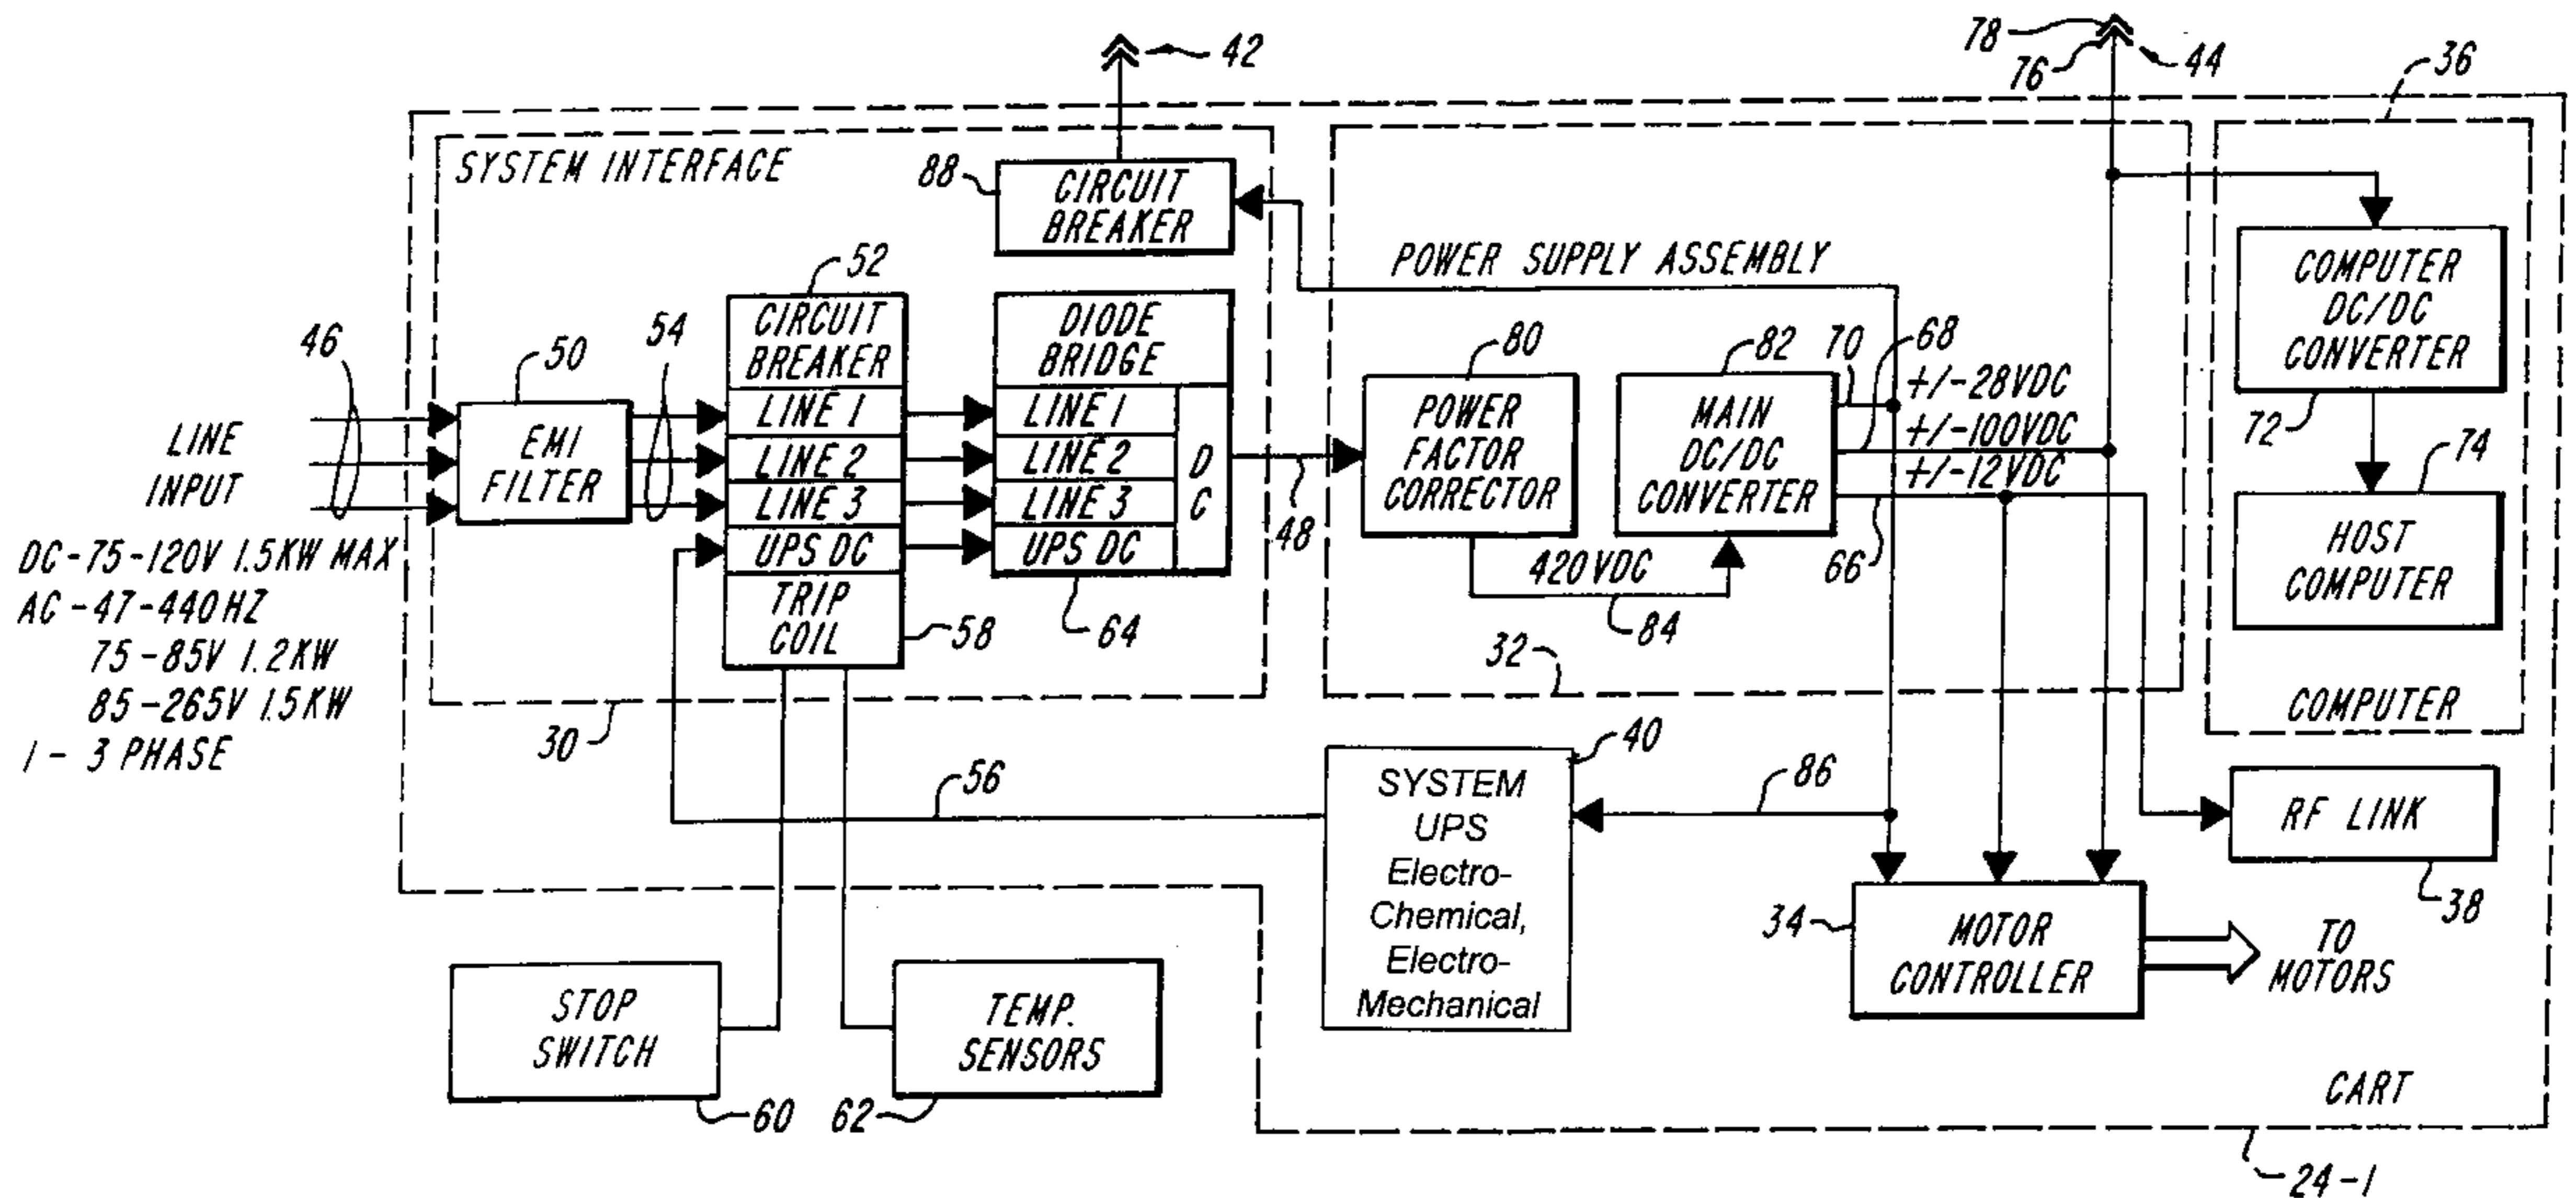 78
76
44
42
36
SYSTEM INTERFACE
88
CIRCUIT
BREAKER
POWER SUPPLY ASSEMBLY
COMPUTER
DC/DC
CONVERTER
72
52
CIRCUIT
BREAKER
LINE 1
LINE 2
LINE 3
UPS DC
TRIP
COIL
58
DIODE
BRIDGE
LINE 1
LINE 2
LINE 3
UPS DC
D
C
64
46
50
54
LINE
INPUT
EMI
FILTER
DC-75-120V 1.5KW MAX
AC-47-440HZ
75-85V 1.2KW
85-265V 1.5KW
1-3 PHASE
48
80
POWER
FACTOR
CORRECTOR
82
MAIN
DC/DC
CONVERTER
70
68
+/-28VDC
+/-100VDC
+/-12VDC
66
420VDC
84
32
30
74
HOST
COMPUTER
COMPUTER
56
40
SYSTEM
UPS
Electro-
Chemical,
Electro-
Mechanical
86
RF LINK
38
34
MOTOR
CONTROLLER
TO
MOTORS
STOP
SWITCH
60
TEMP.
SENSORS
62
CART
24-1